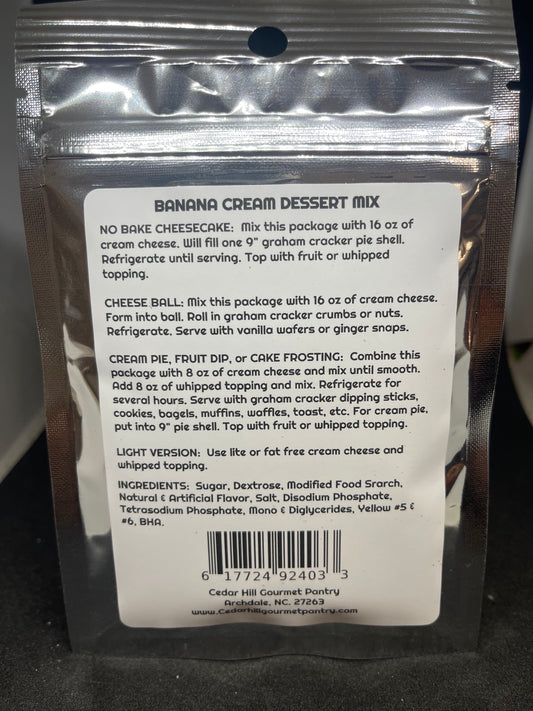 BANANA CREAM DESSERT MIX
NO BAKE CHEESECAKE: Mix this package with 16 oz of
cream cheese. Will fill one 9" graham cracker pie shell.
Refrigerate until serving. Top with fruit or whipped
topping.
CHEESE BALL: Mix this package with 16 oz of cream cheese.
Form into ball. Roll in graham cracker crumbs or nuts.
Refrigerate. Serve with vanilla wafers or ginger snaps.
CREAM PIE, FRUIT DIP, or CAKE FROSTING: Combine this
package with 8 oz of cream cheese and mix until smooth.
Add 8 oz of whipped topping and mix. Refrigerate for
several hours. Serve with graham cracker dipping sticks,
cookies, bagels, muffins, waffles, toast, etc. For cream pie,
put into 9" pie shell. Top with fruit or whipped topping.
LIGHT VERSION: Use lite or fat free cream cheese and
whipped topping.
INGREDIENTS: Sugar, Dextrose, Modified Food Srarch,
Natural & Artificial Flavor, Salt, Disodium Phosphate,
Tetrasodium Phosphate, Mono & Diglycerides, Yellow #5 &
#6, BHA.
6 17724 92403 3
Cedar Hill Gourmet Pantry
Archdale, NC. 27263
www.Cedarhillgourmetpantry.com